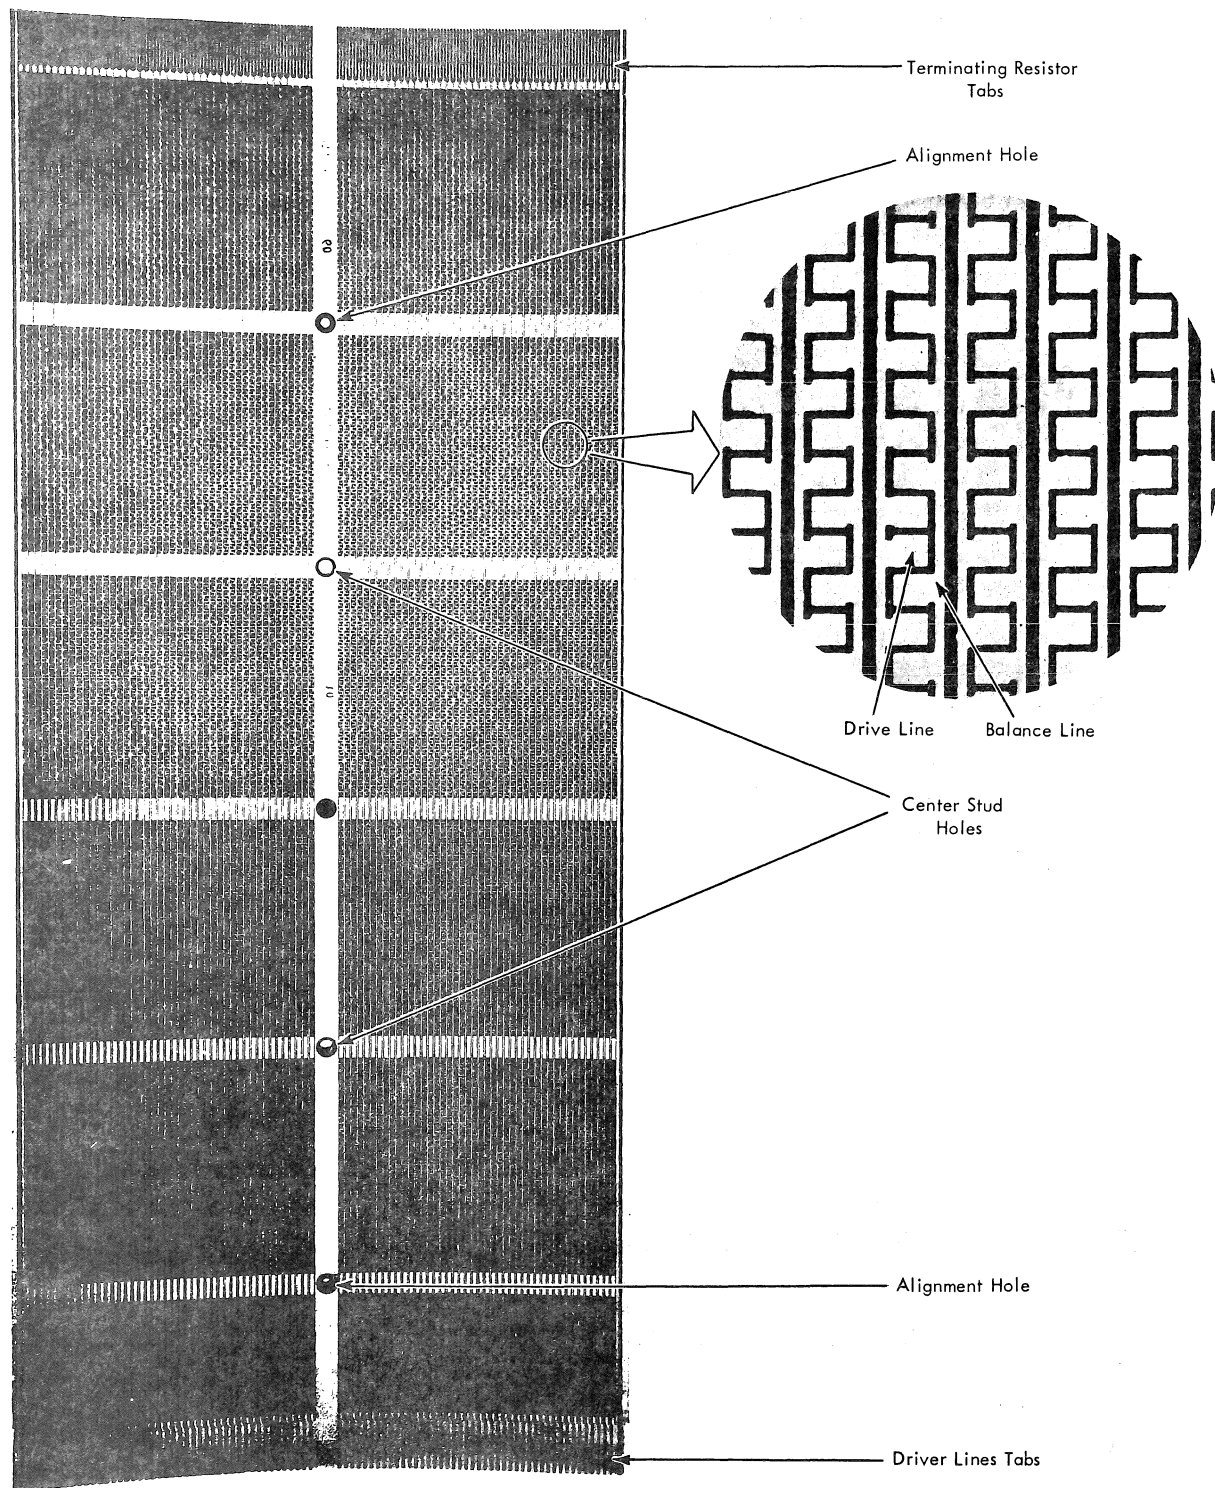 Terminating Resistor
Tabs
Alignment Hole
Drive Line
Balance Line
Center Stud
Holes
Alignment Hole
Driver Lines Tabs